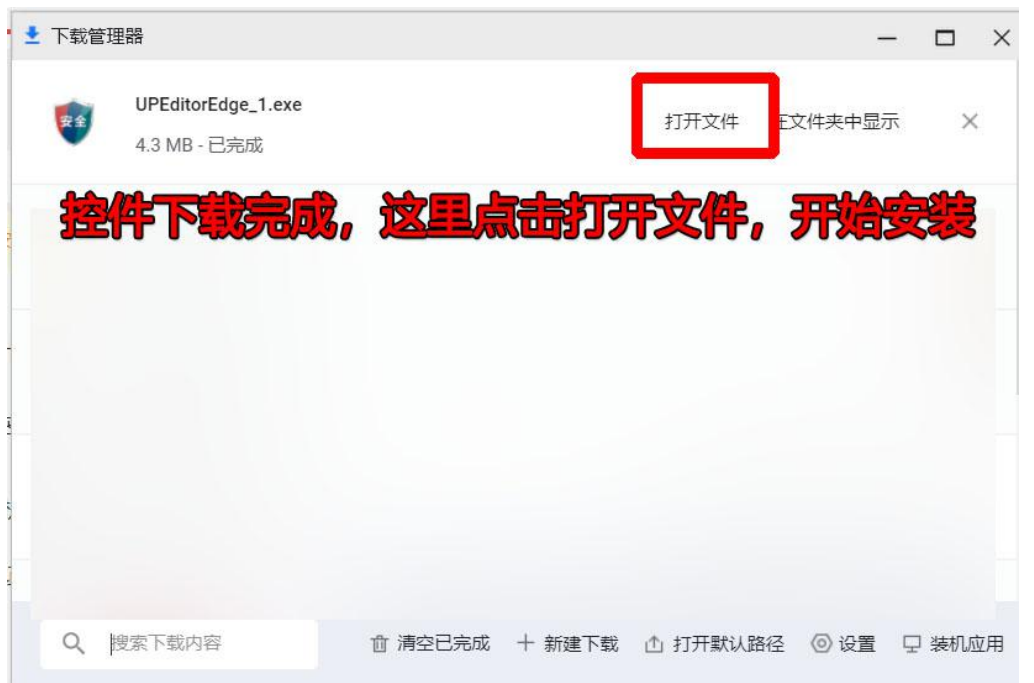 下载管理器
安全
UPEditorEdge_1.exe
4.3 MB - 已完成
打开文件
在文件夹中显示
控件下载完成，这里点击打开文件，开始安装
搜索下载内容
清空已完成
新建下载
打开默认路径
设置
装机应用